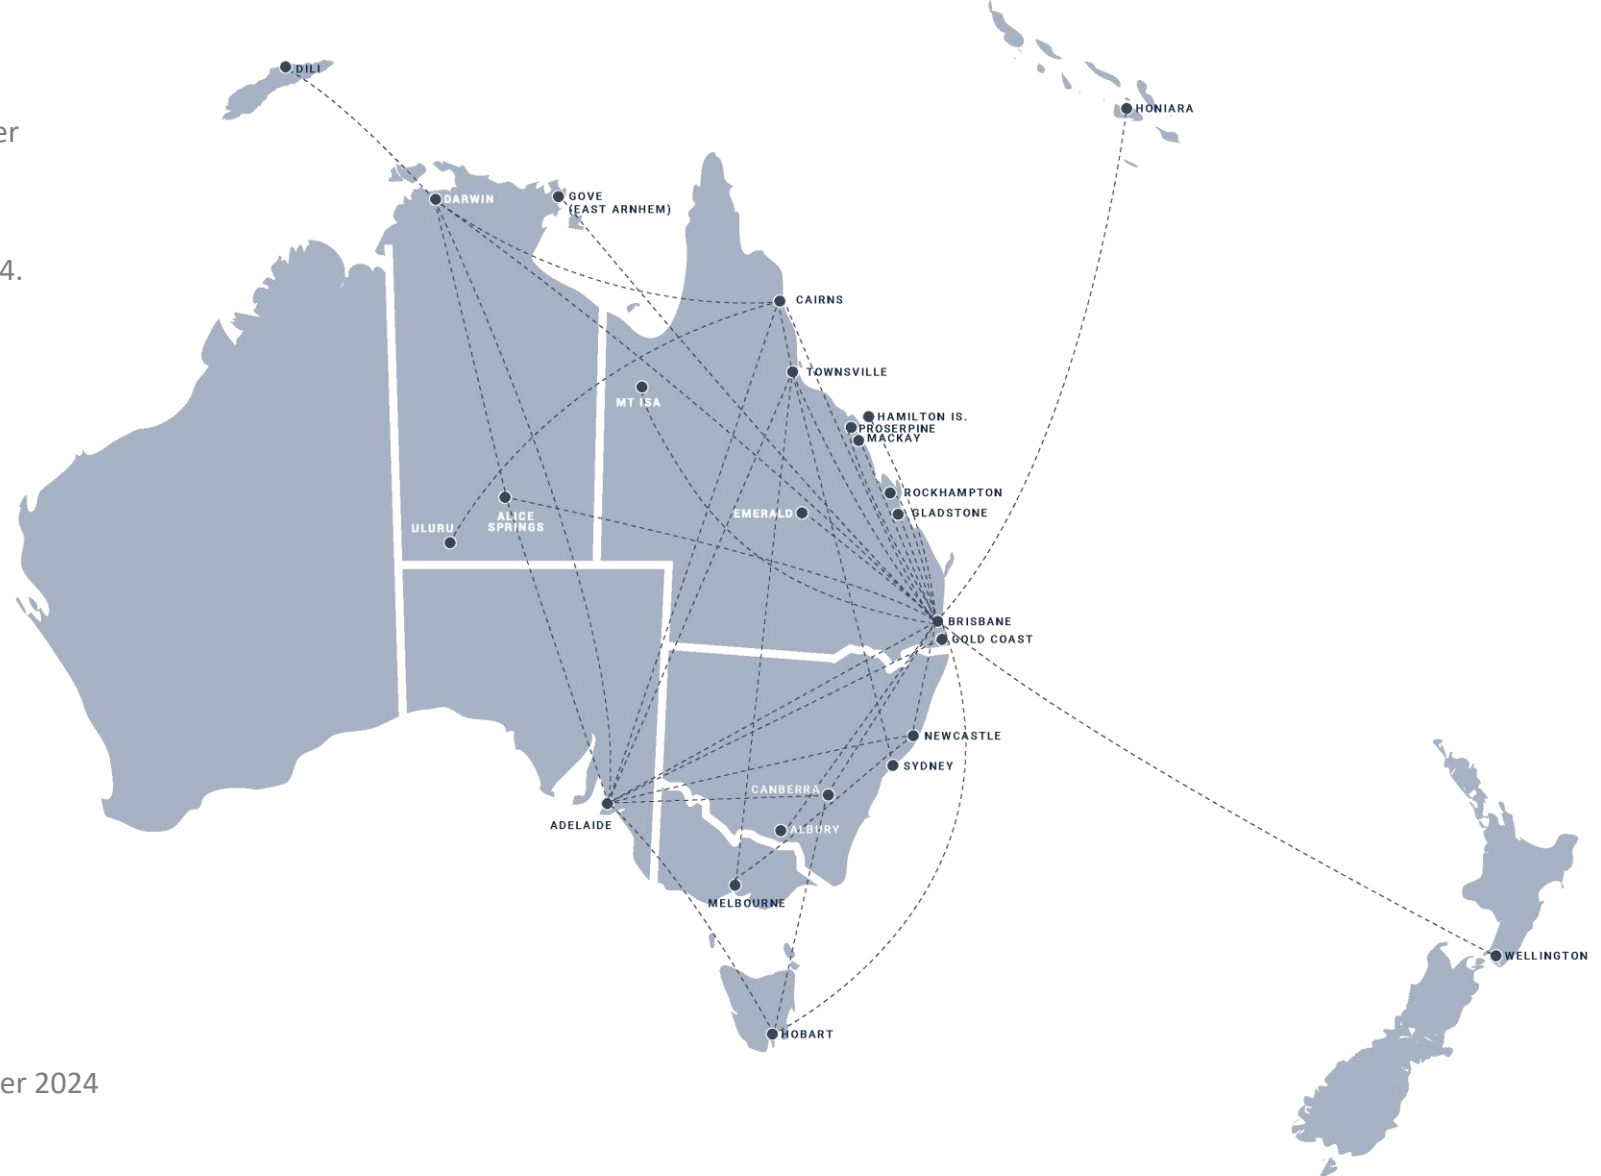 DILI
er
HONIARA
DARWIN
GOVE
(EAST ARNHEM)
4.
CAIRNS
TOWNSVILLE
MT ISA
HAMILTON IS.
PROSERPINE
MACKAY
ROCKHAMPTON
EMERALD
GLADSTONE
ALICE
SPRINGS
ULURU
BRISBANE
GOLD COAST
NEWCASTLE
SYDNEY
CANBERRA
ADELAIDE
ALBURY
MELBOURNE
WELLINGTON
HOBART
er 2024